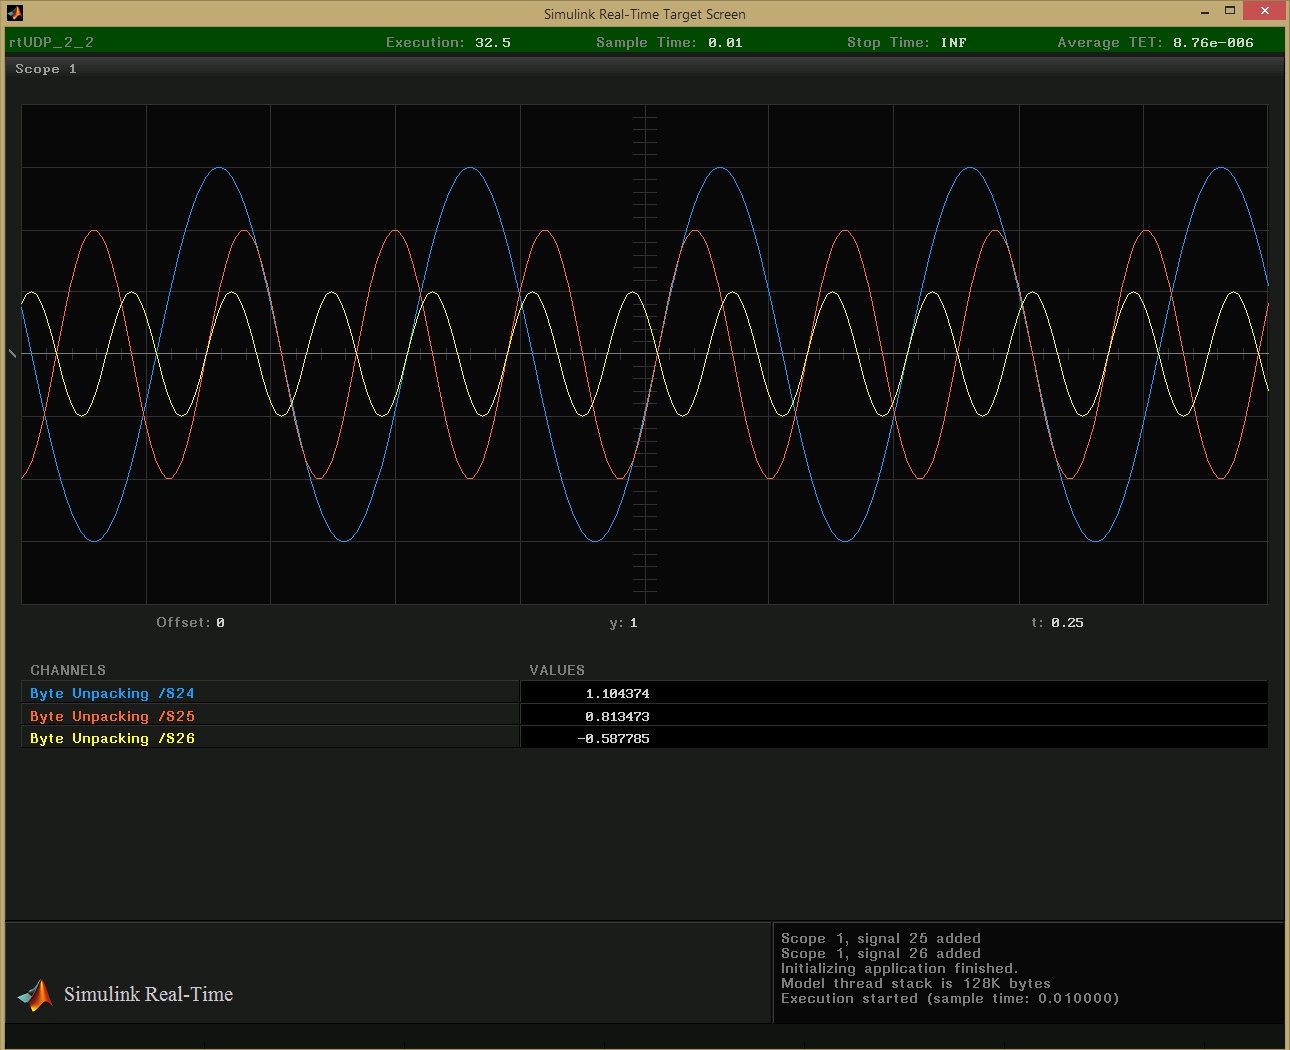 Simulink Real-Time Target Screen
rtUDP_2_2 Execution: 32.5 Sample Time: 0.01 Stop Time: INF Average TET: 8.76e-006
Scope 1
Offset: 0 y: 1 t: 0.25
CHANNELS VALUES
Byte Unpacking /S24 1.104374
Byte Unpacking /S25 0.813473
Byte Unpacking /S26 -0.587785
Scope 1, signal 25 added
Scope 1, signal 26 added
Initializing application finished.
Model thread stack is 128K bytes
Execution started (sample time: 0.010000)
Simulink Real-Time